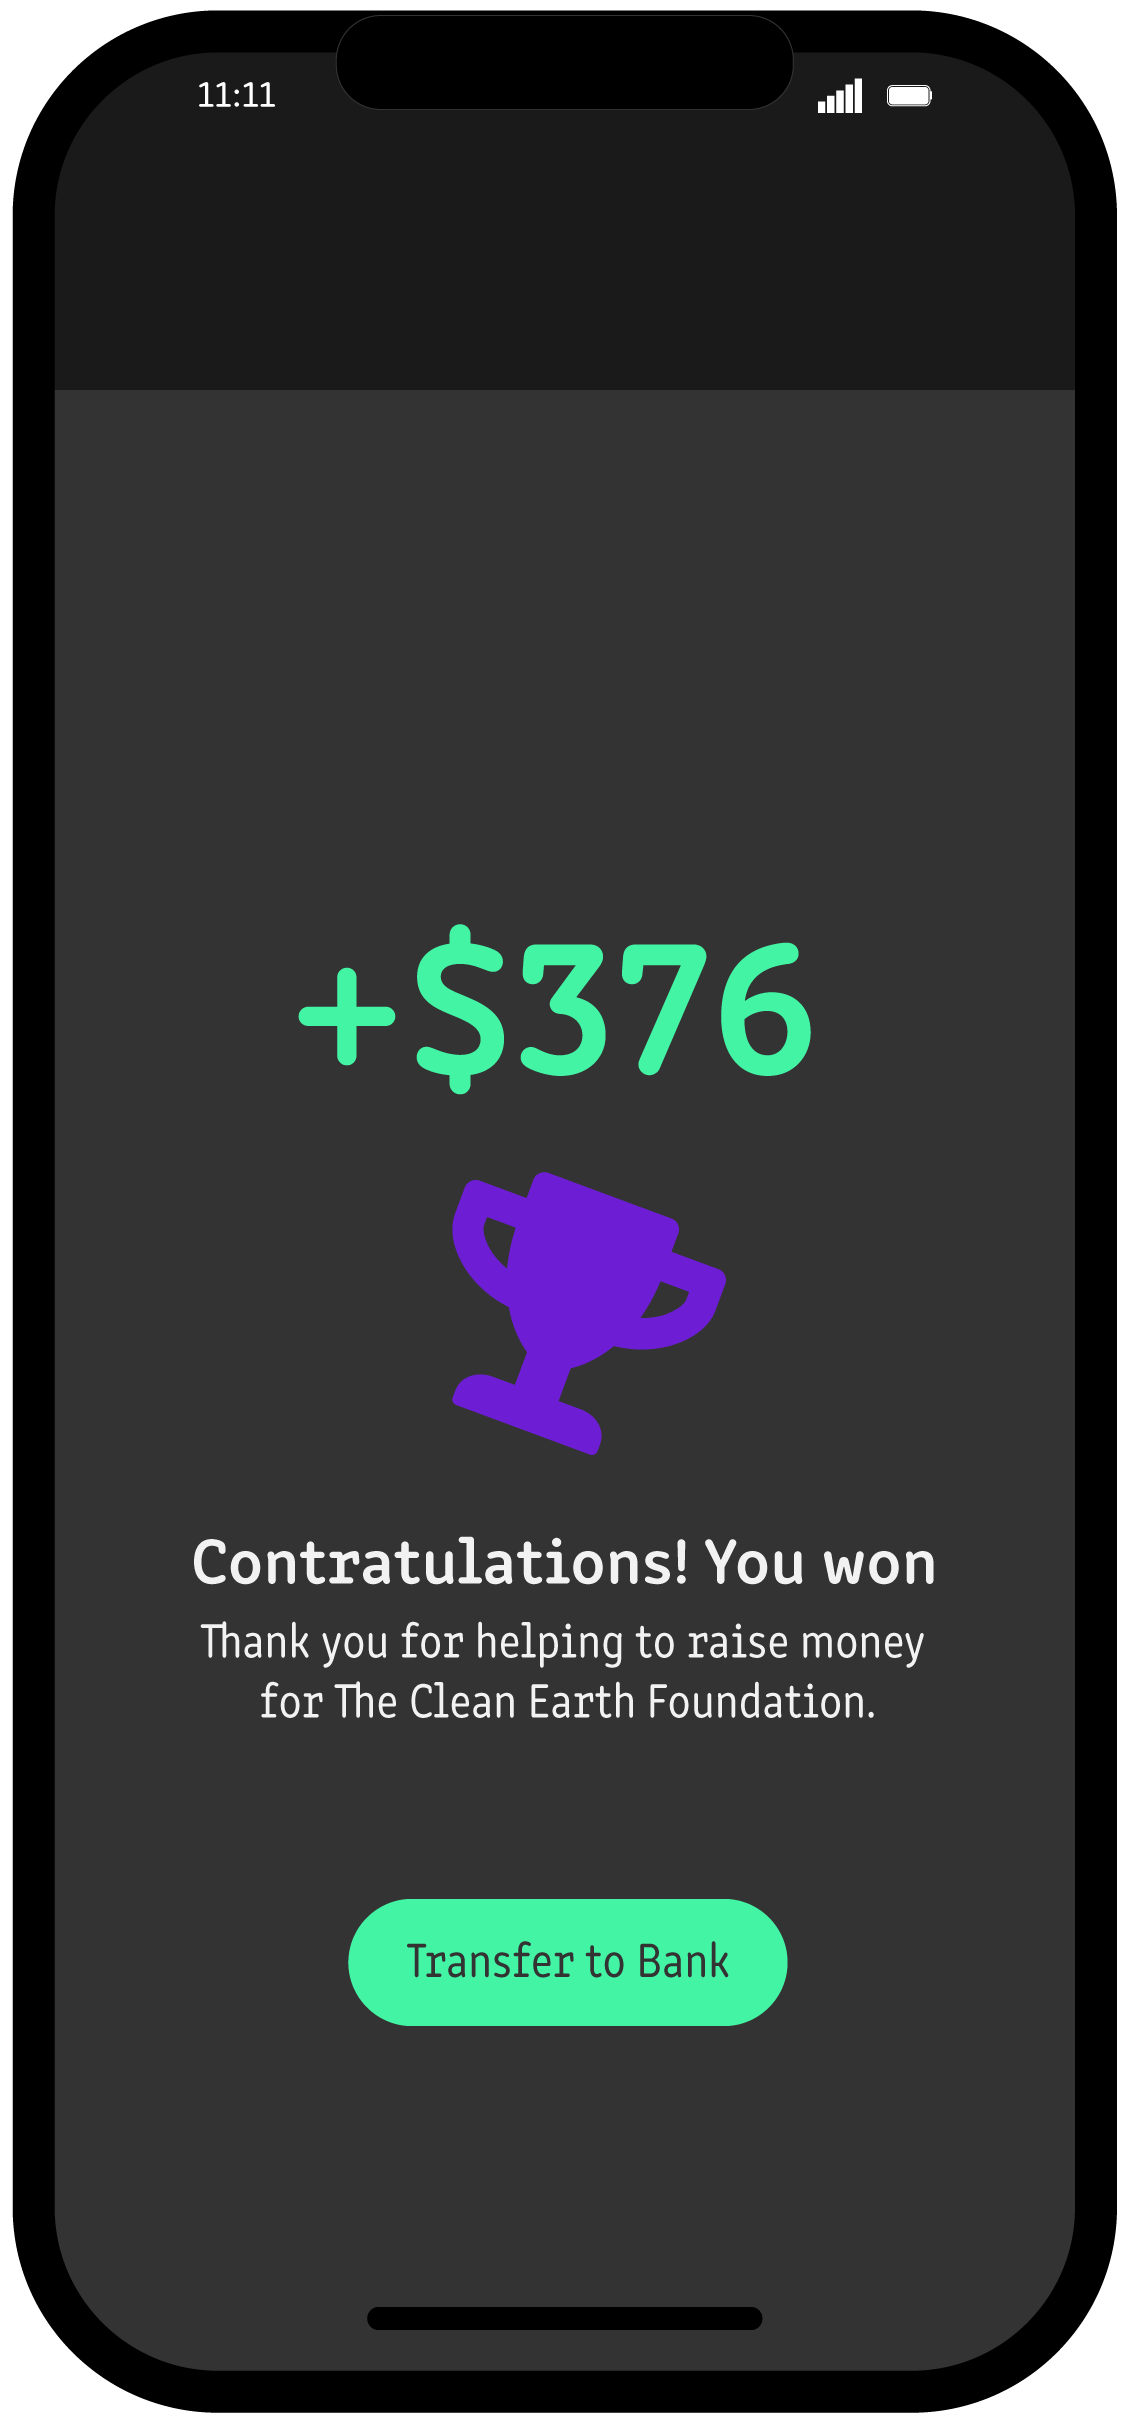 11:11
+$376
Contratulations! You won
Thank you for helping to raise money
for The Clean Earth Foundation.
Transfer to Bank